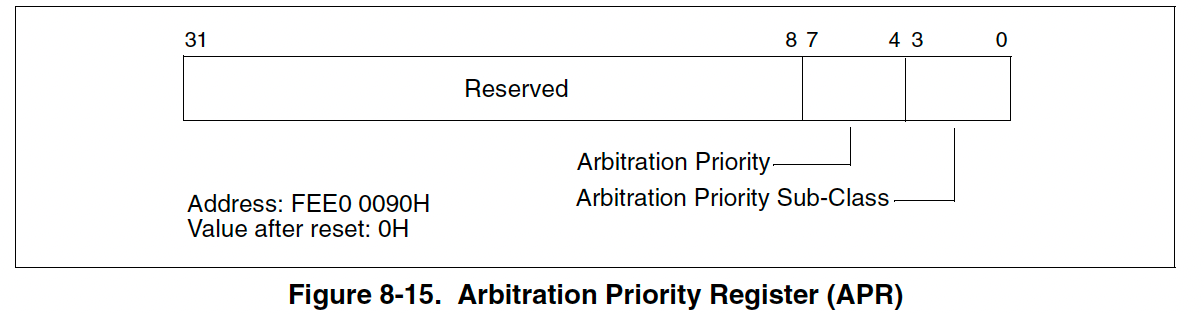 31 8 7 4 3 0
Reserved
Arbitration Priority
Arbitration Priority Sub-Class
Address: FEE0 0090H
Value after reset: 0H
Figure 8-15. Arbitration Priority Register (APR)